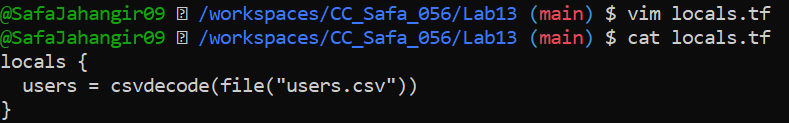 @SafaJahangir09 ➜ /workspaces/CC_Safa_056/Lab13 (main) $ vim locals.tf
@SafaJahangir09 ➜ /workspaces/CC_Safa_056/Lab13 (main) $ cat locals.tf
locals {
  users = csvdecode(file("users.csv"))
}